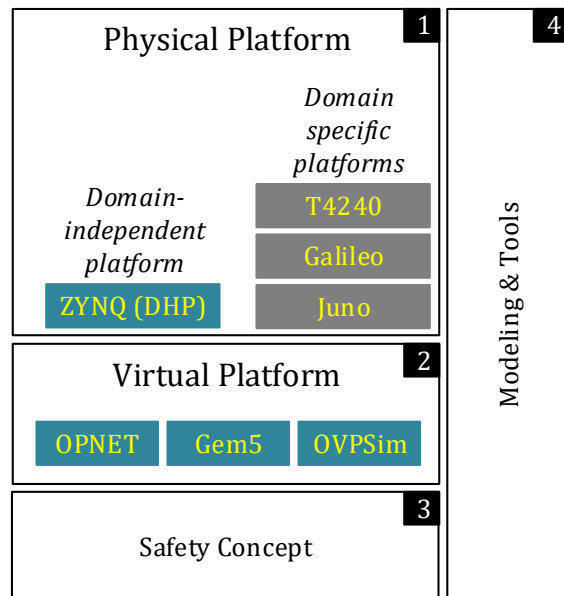 Physical Platform
1
Domain
specific
platforms
T4240
Galileo
Juno
Domain-
independent
platform
ZYNQ (DHP)
Virtual Platform
2
OPNET
Gem5
OVPSim
3
Safety Concept
4
Modeling & Tools